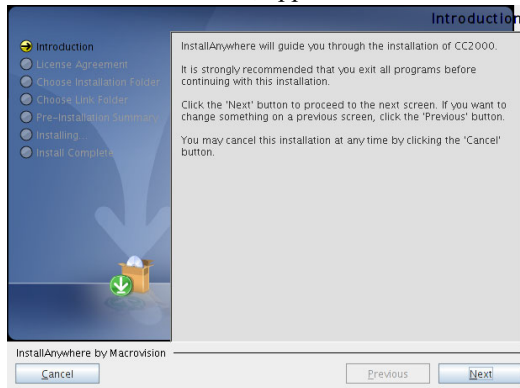 Introduction
Introduction
License Agreement
Choose Installation Folder
Choose Link Folder
Pre-Installation Summary
Installing...
Install Complete
InstallAnywhere will guide you through the installation of CC2000.
It is strongly recommended that you exit all programs before
continuing with this installation.
Click the 'Next' button to proceed to the next screen. If you want to
change something on a previous screen, click the 'Previous' button.
You may cancel this installation at any time by clicking the 'Cancel'
button.
InstallAnywhere by Macrovision
Cancel
Previous
Next